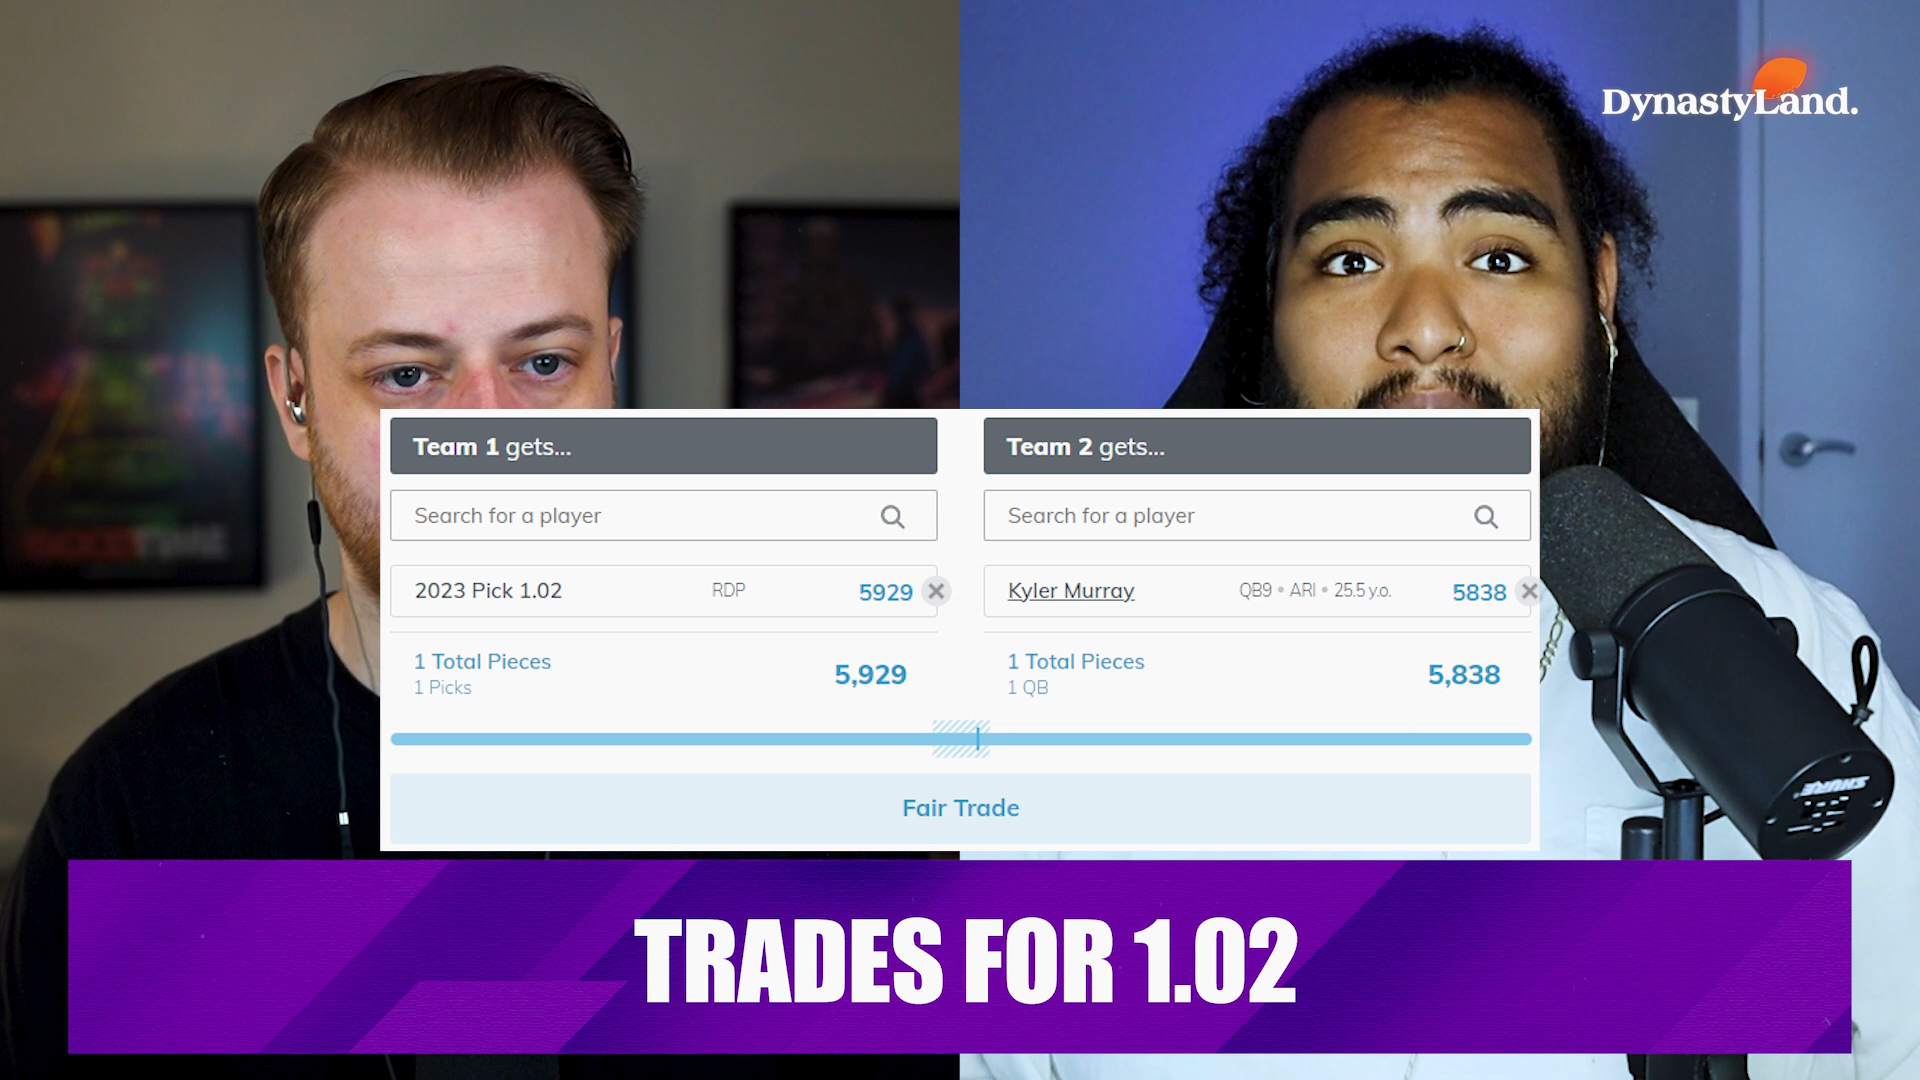 DynastyLand.
Team 1 gets...
Team 2 gets...
Search for a player
Search for a player
2023 Pick 1.02 RDP 5929
Kyler Murray QB9 • ARI • 25.5 y.o. 5838
1 Total Pieces
1 Picks
5,929
1 Total Pieces
1 QB
5,838
Fair Trade
SHURE
TRADES FOR 1.02